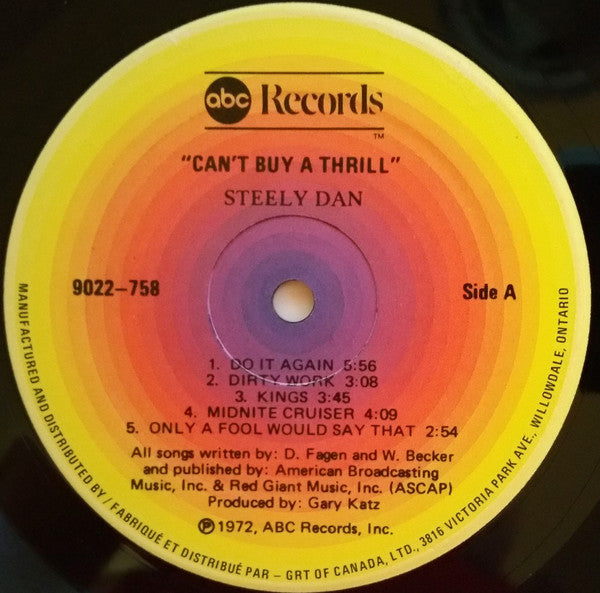 abc Records
TM
"CAN'T BUY A THRILL"
STEELY DAN
9022-758
Side A
1. DO IT AGAIN 5:56
2. DIRTY WORK 3:08
3. KINGS 3:45
4. MIDNITE CRUISER 4:09
5. ONLY A FOOL WOULD SAY THAT 2:54
All songs written by: D. Fagen and W. Becker
and published by: American Broadcasting
Music, Inc. & Red Giant Music, Inc. (ASCAP)
Produced by: Gary Katz
℗1972, ABC Records, Inc.
MANUFACTURED AND DISTRIBUTED BY / FABRIQUÉ ET DISTRIBUÉ PAR - GRT OF CANADA, LTD., 3816 VICTORIA PARK AVE., WILLOWDALE, ONTARIO